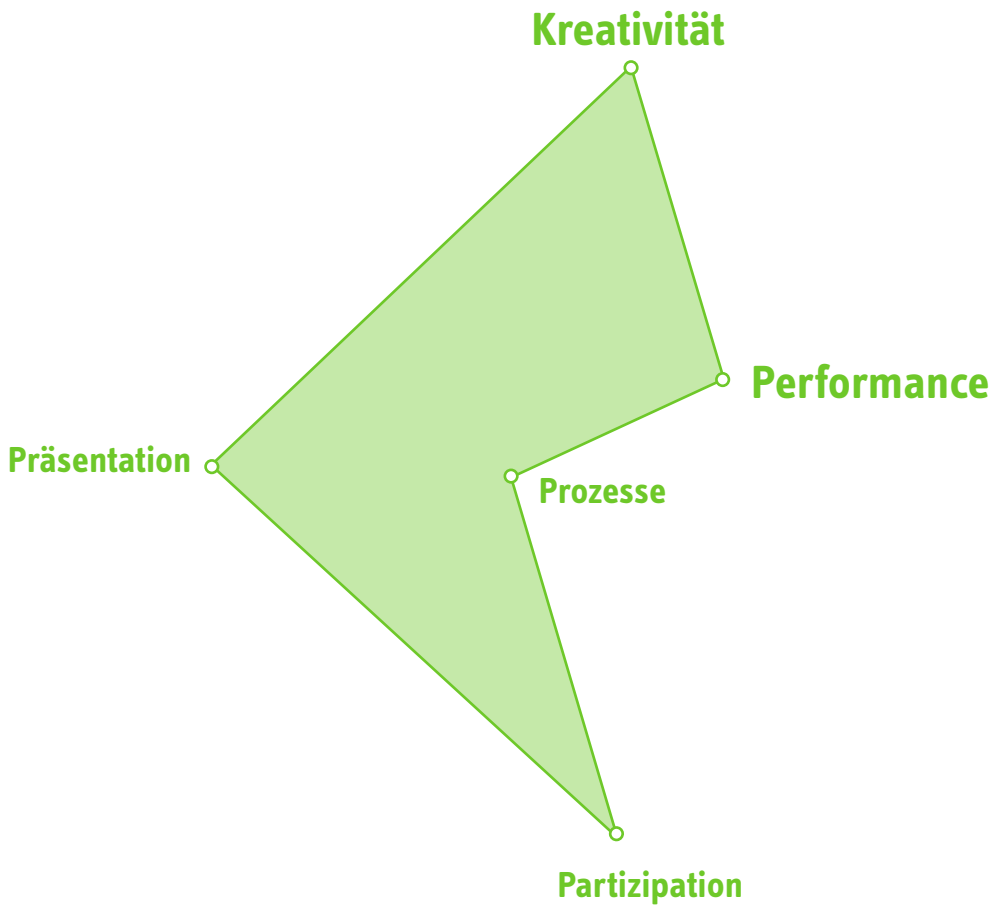 Kreativität
Performance
Präsentation
Prozesse
Partizipation